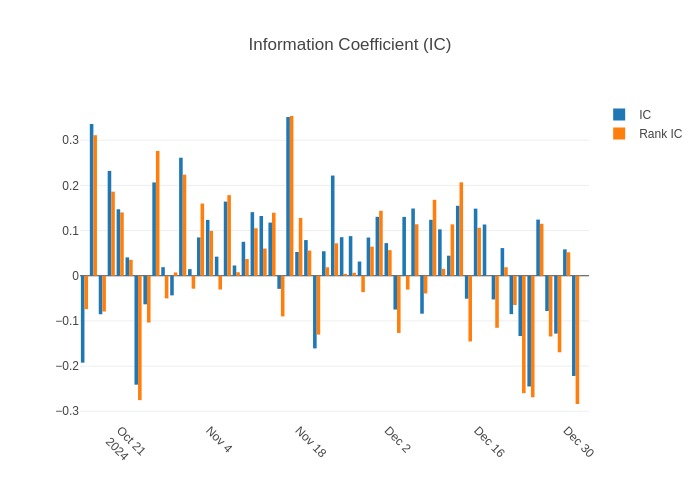 Information Coefficient (IC)
IC
Rank IC
0.3
0.2
0.1
0
−0.1
−0.2
−0.3
Oct 21
2024
Nov 4
Nov 18
Dec 2
Dec 16
Dec 30